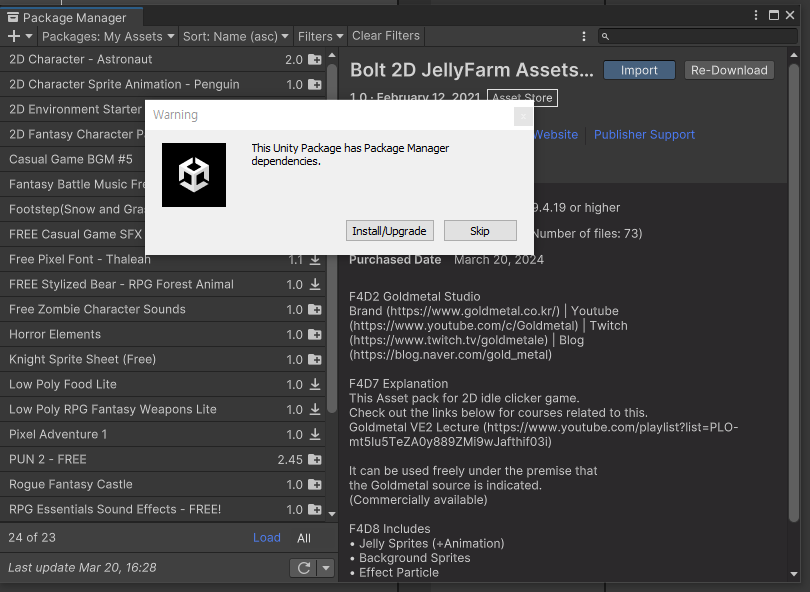 Package Manager
Packages: My Assets
Sort: Name (asc)
Filters
Clear Filters
2D Character - Astronaut 2.0
2D Character Sprite Animation - Penguin 1.0
2D Environment Starter
2D Fantasy Character P
Casual Game BGM #5
Fantasy Battle Music Fre
Footstep(Snow and Gras
FREE Casual Game SFX
Free Pixel Font - Thaleah 1.1
FREE Stylized Bear - RPG Forest Animal 1.0
Free Zombie Character Sounds 1.0
Horror Elements 1.0
Knight Sprite Sheet (Free) 1.0
Low Poly Food Lite 1.0
Low Poly RPG Fantasy Weapons Lite 1.0
Pixel Adventure 1 1.0
PUN 2 - FREE 2.45
Rogue Fantasy Castle 1.0
RPG Essentials Sound Effects - FREE! 1.0
24 of 23
Load
All
Last update Mar 20, 16:28
Bolt 2D JellyFarm Assets...
Import
Re-Download
1.0 · February 12, 2021
Asset Store
Website
Publisher Support
Warning
x
This Unity Package has Package Manager
dependencies.
Install/Upgrade
Skip
9.4.19 or higher
Number of files: 73)
Purchased Date March 20, 2024
F4D2 Goldmetal Studio
Brand (https://www.goldmetal.co.kr/) | Youtube
(https://www.youtube.com/c/Goldmetal) | Twitch
(https://www.twitch.tv/goldmetale) | Blog
(https://blog.naver.com/gold_metal)
F4D7 Explanation
This Asset pack for 2D idle clicker game.
Check out the links below for courses related to this.
Goldmetal VE2 Lecture (https://www.youtube.com/playlist?list=PLO-
mt5Iu5TeZA0y889ZMi9wJafthif03i)
It can be used freely under the premise that
the Goldmetal source is indicated.
(Commercially available)
F4D8 Includes
• Jelly Sprites (+Animation)
• Background Sprites
• Effect Particle